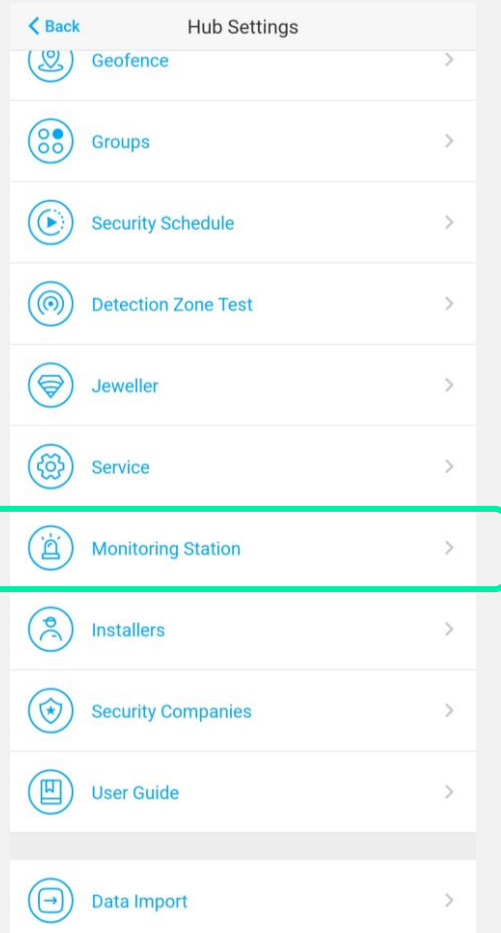 Back
Hub Settings
Geofence
Groups
Security Schedule
Detection Zone Test
Jeweller
Service
Monitoring Station
Installers
Security Companies
User Guide
Data Import